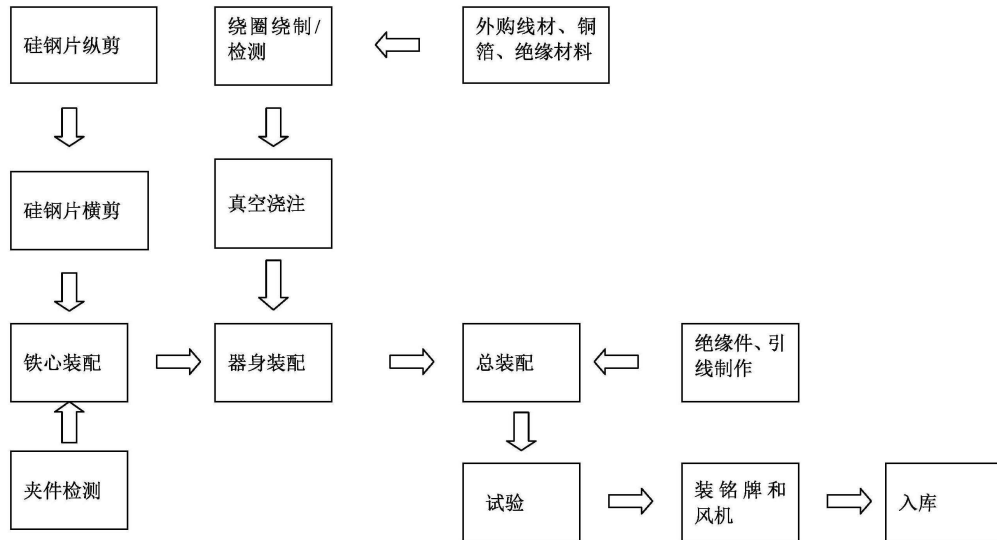 硅钢片纵剪
绕圈绕制/
检测
外购线材、铜
箔、绝缘材料
硅钢片横剪
真空浇注
铁心装配
器身装配
总装配
绝缘件、引
线制作
夹件检测
试验
装铭牌和
风机
入库